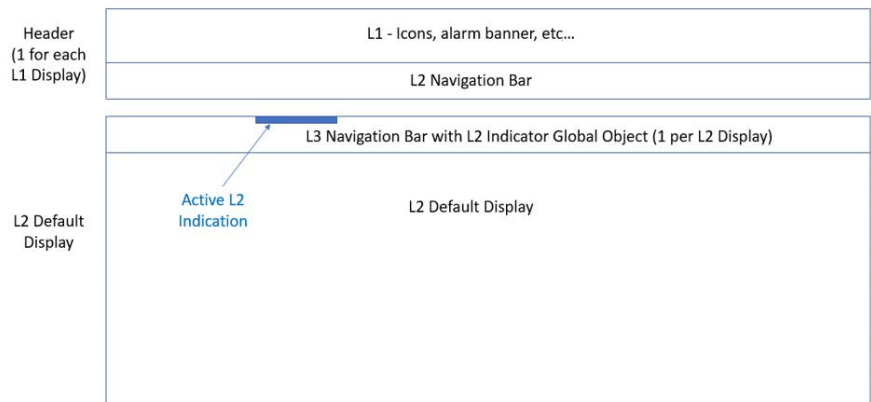 Header
(1 for each
L1 Display)
L1 - Icons, alarm banner, etc...
L2 Navigation Bar
L3 Navigation Bar with L2 Indicator Global Object (1 per L2 Display)
Active L2
Indication
L2 Default
Display
L2 Default Display